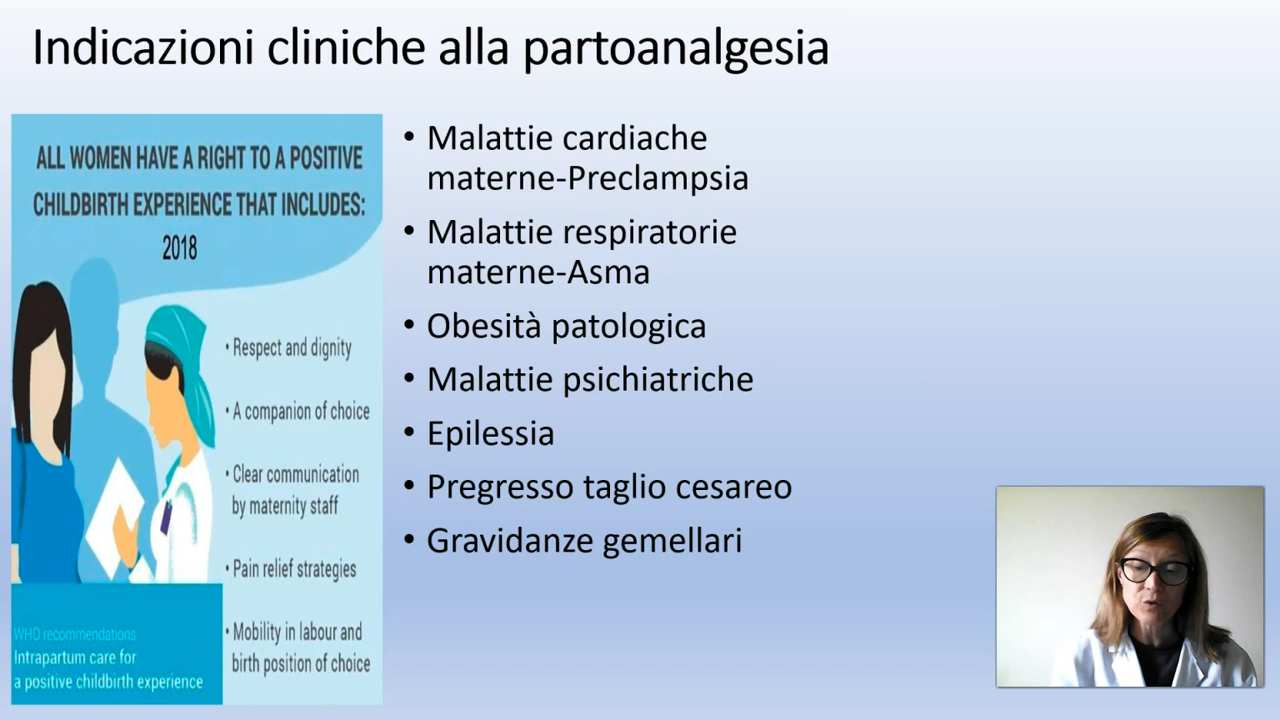 Indicazioni cliniche alla partoanalgesia
ALL WOMEN HAVE A RIGHT TO A POSITIVE
CHILDBIRTH EXPERIENCE THAT INCLUDES:
2018
• Respect and dignity
• A companion of choice
• Clear communication
by maternity staff
• Pain relief strategies
• Mobility in labour and
birth position of choice
WHO recommendations
Intrapartum care for
a positive childbirth experience
• Malattie cardiache
materne-Preclampsia
• Malattie respiratorie
materne-Asma
• Obesità patologica
• Malattie psichiatriche
• Epilessia
• Pregresso taglio cesareo
• Gravidanze gemellari